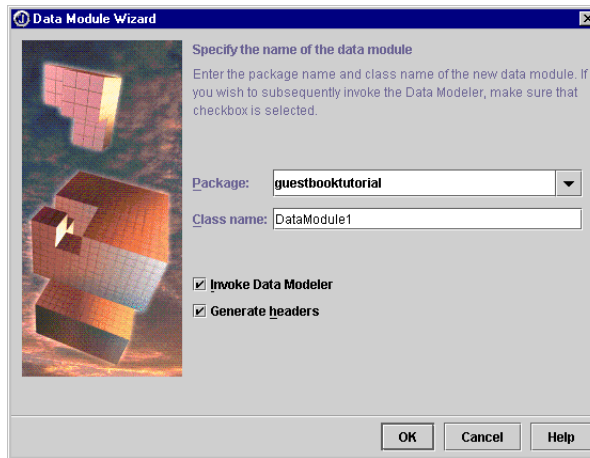 Data Module Wizard
Specify the name of the data module
Enter the package name and class name of the new data module. If
you wish to subsequently invoke the Data Modeler, make sure that
checkbox is selected.
Package: guestbooktutorial
Class name: DataModule1
Invoke Data Modeler
Generate headers
OK Cancel Help